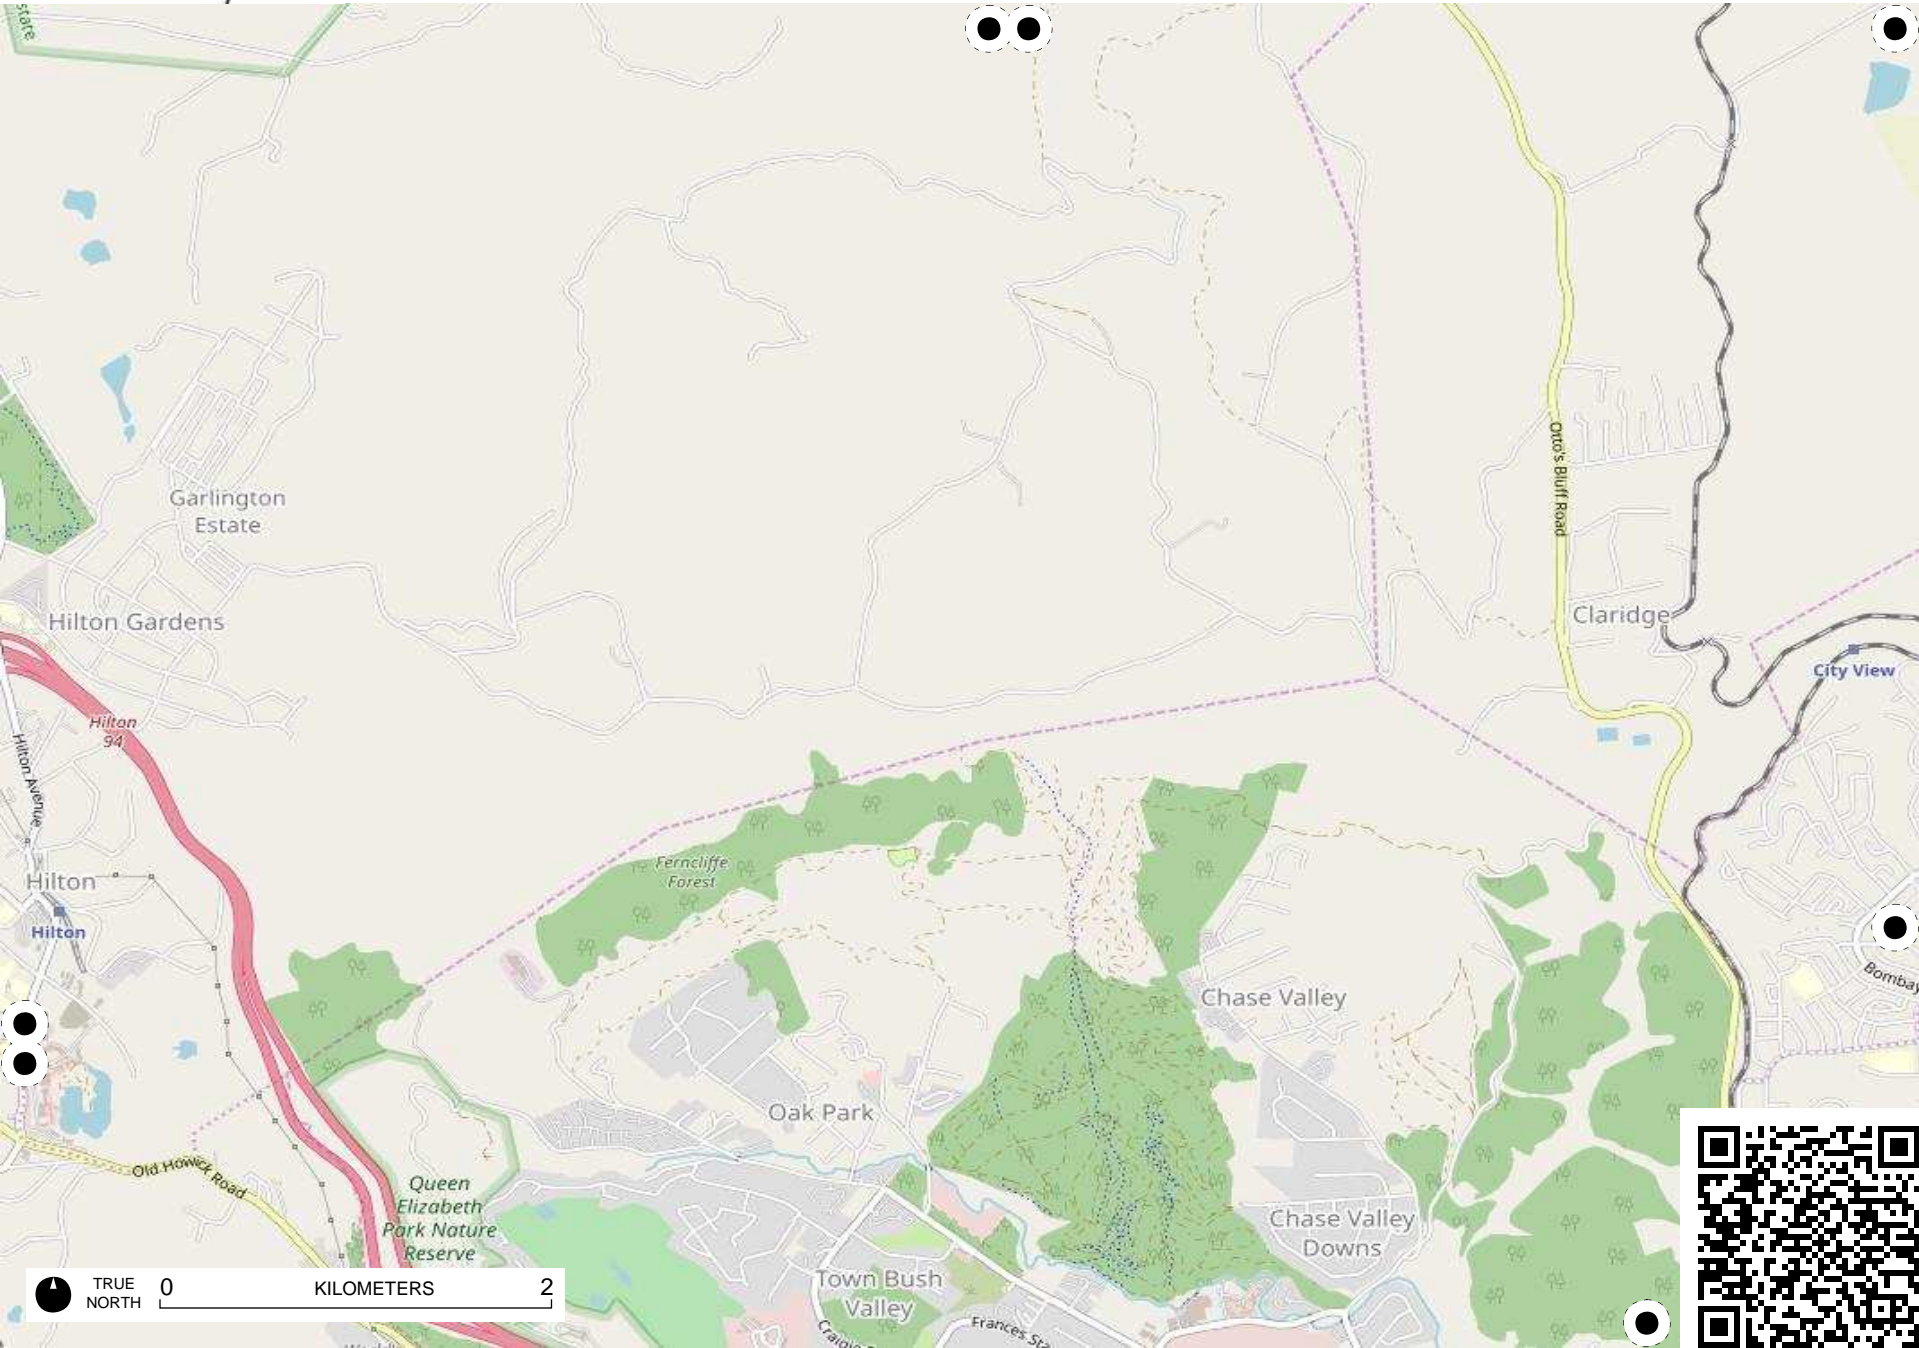 Otto's Bluff Road
Garlington
Estate
Hilton Gardens
Claridge
City View
Hilton
94
Hilton Avenue
Ferncliffe
Forest
Hilton
Hilton
Bombay
Chase Valley
Oak Park
Old Howick Road
Queen
Elizabeth
Park Nature
Reserve
Chase Valley
Downs
Town Bush
Valley
Frances Sta
TRUE
NORTH
0 KILOMETERS 2